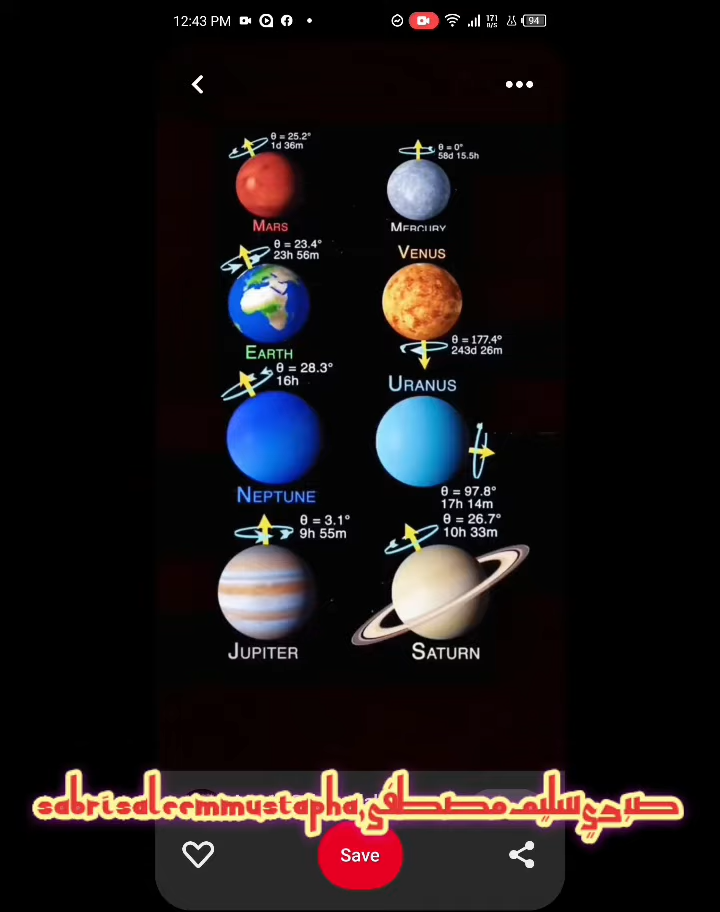 12:43 PM
171
B/S
94
θ = 25.2°
1d 36m
MARS
θ = 0°
58d 15.5h
MERCURY
θ = 23.4°
23h 56m
EARTH
VENUS
θ = 177.4°
243d 26m
θ = 28.3°
16h
NEPTUNE
URANUS
θ = 97.8°
17h 14m
θ = 3.1°
9h 55m
JUPITER
θ = 26.7°
10h 33m
SATURN
sabrisaleemmustapha,صبحي سليم مصطفى
Save